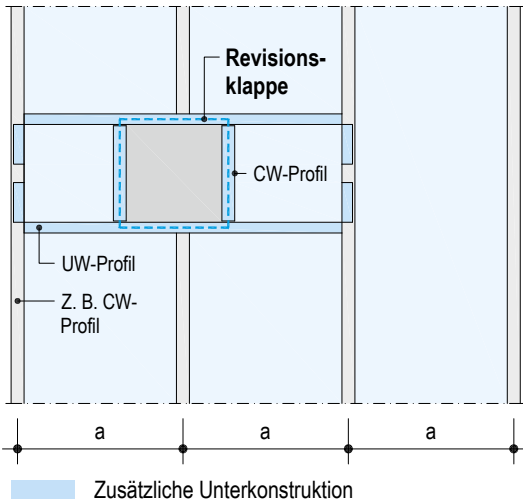 Revisions-
klappe
CW-Profil
UW-Profil
Z. B. CW-
Profil
a a a
Zusätzliche Unterkonstruktion